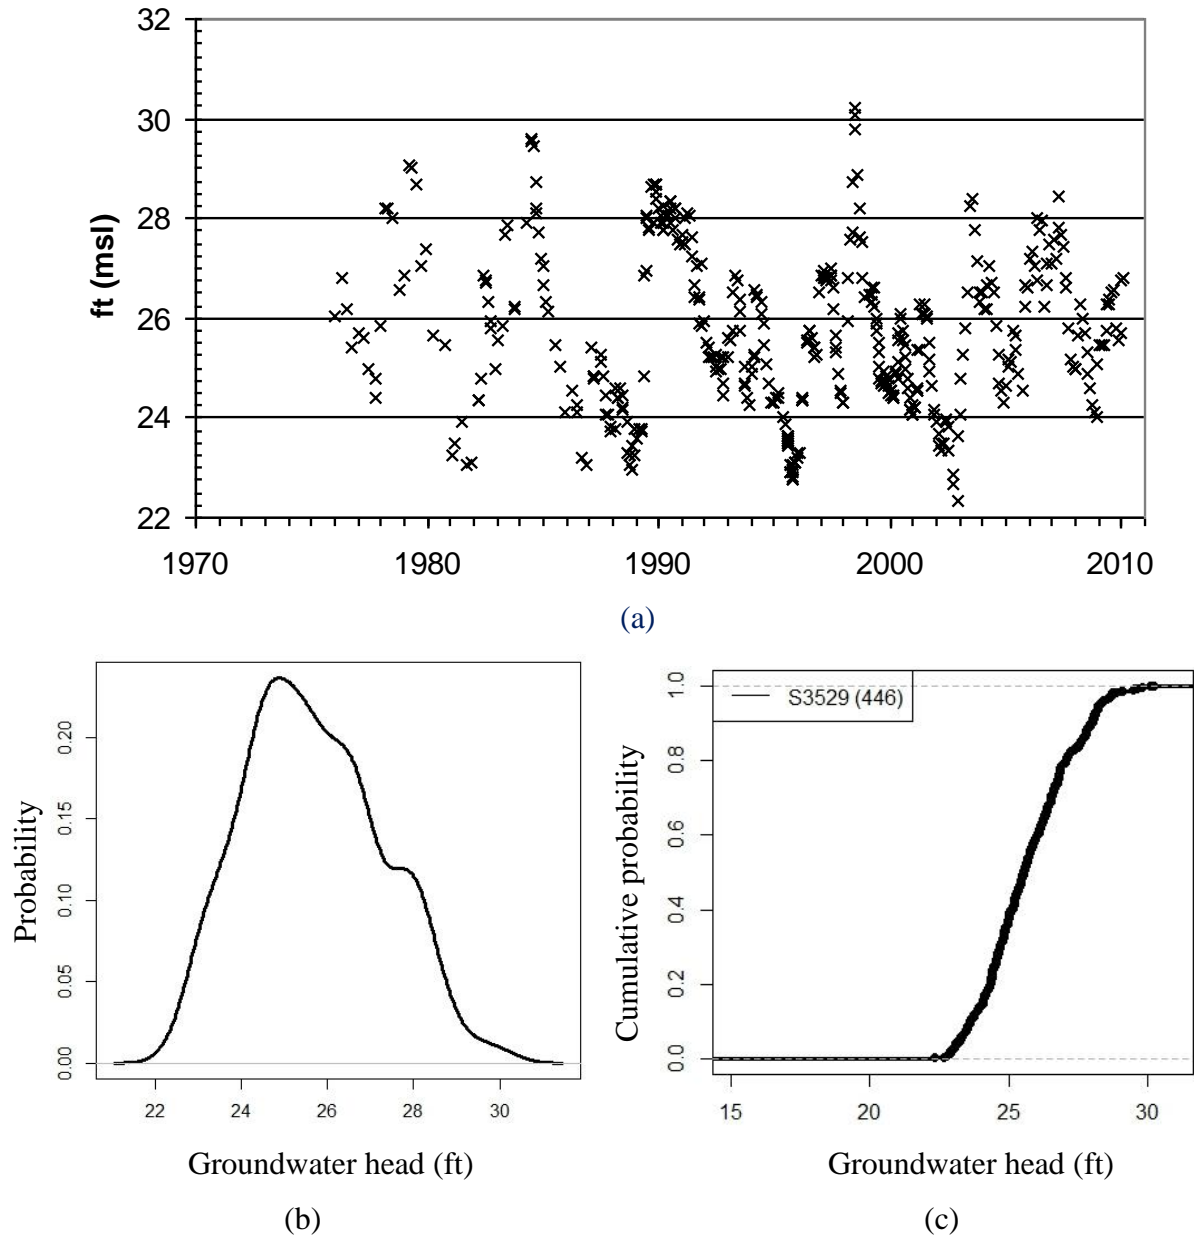 32
30
28
26
24
22
ft (msl)
1970 1980 1990 2000 2010
(a)
0.20
0.15
0.10
0.05
0.00
Probability
22 24 26 28 30
Groundwater head (ft)
(b)
S3529 (446)
1.0
0.8
0.6
0.4
0.2
0.0
Cumulative probability
15 20 25 30
Groundwater head (ft)
(c)